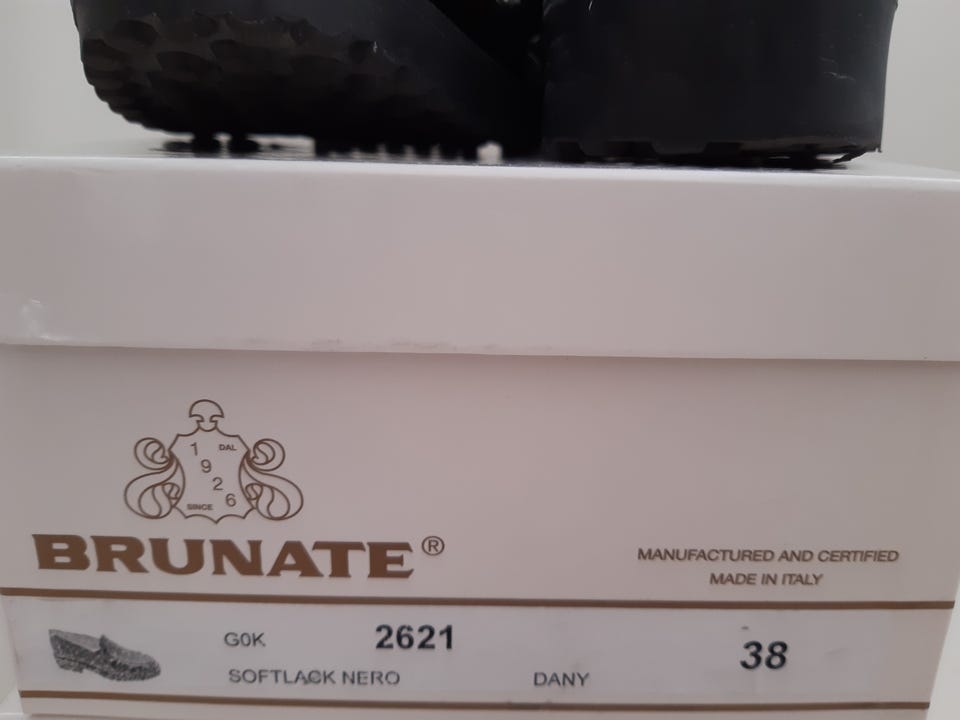 1 DAL
9
2
SINCE 6
BRUNATE®
MANUFACTURED AND CERTIFIED
MADE IN ITALY
G0K 2621 38
SOFTLACK NERO DANY